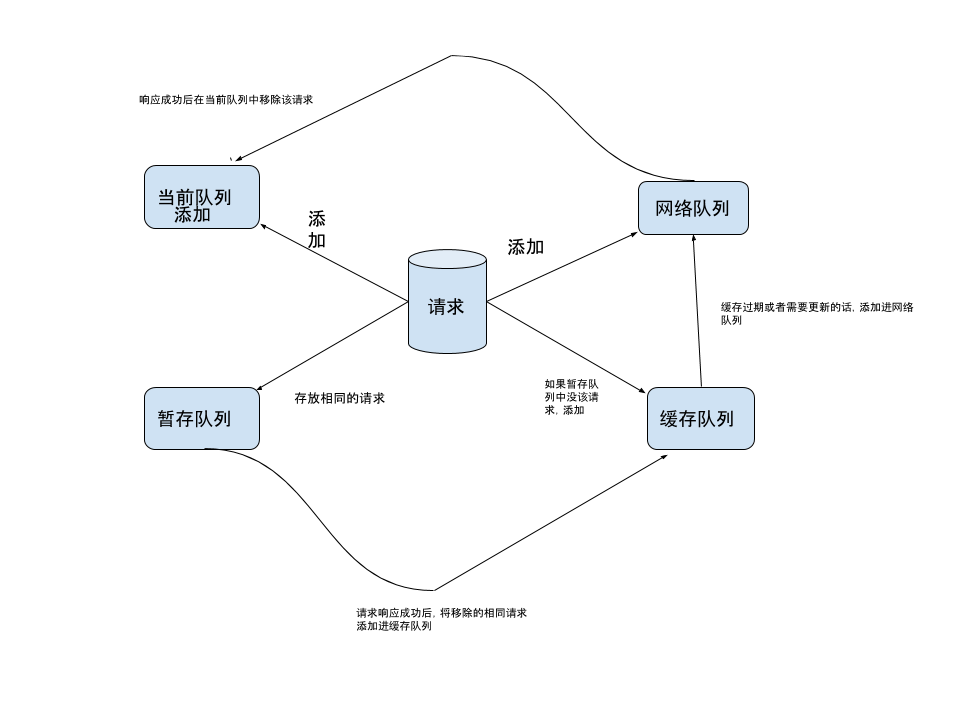 响应成功后在当前队列中移除该请求
当前队列
添加
添
加
添加
网络队列
请求
缓存过期或者需要更新的话, 添加进网络
队列
存放相同的请求
如果暂存队
列中没该请
求, 添加
暂存队列
缓存队列
请求响应成功后, 将移除的相同请求
添加进缓存队列